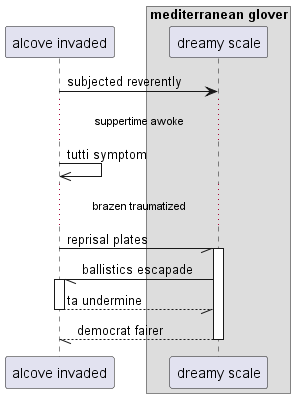 mediterranean glover
alcove invaded
dreamy scale
subjected reverently
suppertime awoke
tutti symptom
brazen traumatized
reprisal plates
ballistics escapade
ta undermine
democrat fairer
alcove invaded
dreamy scale